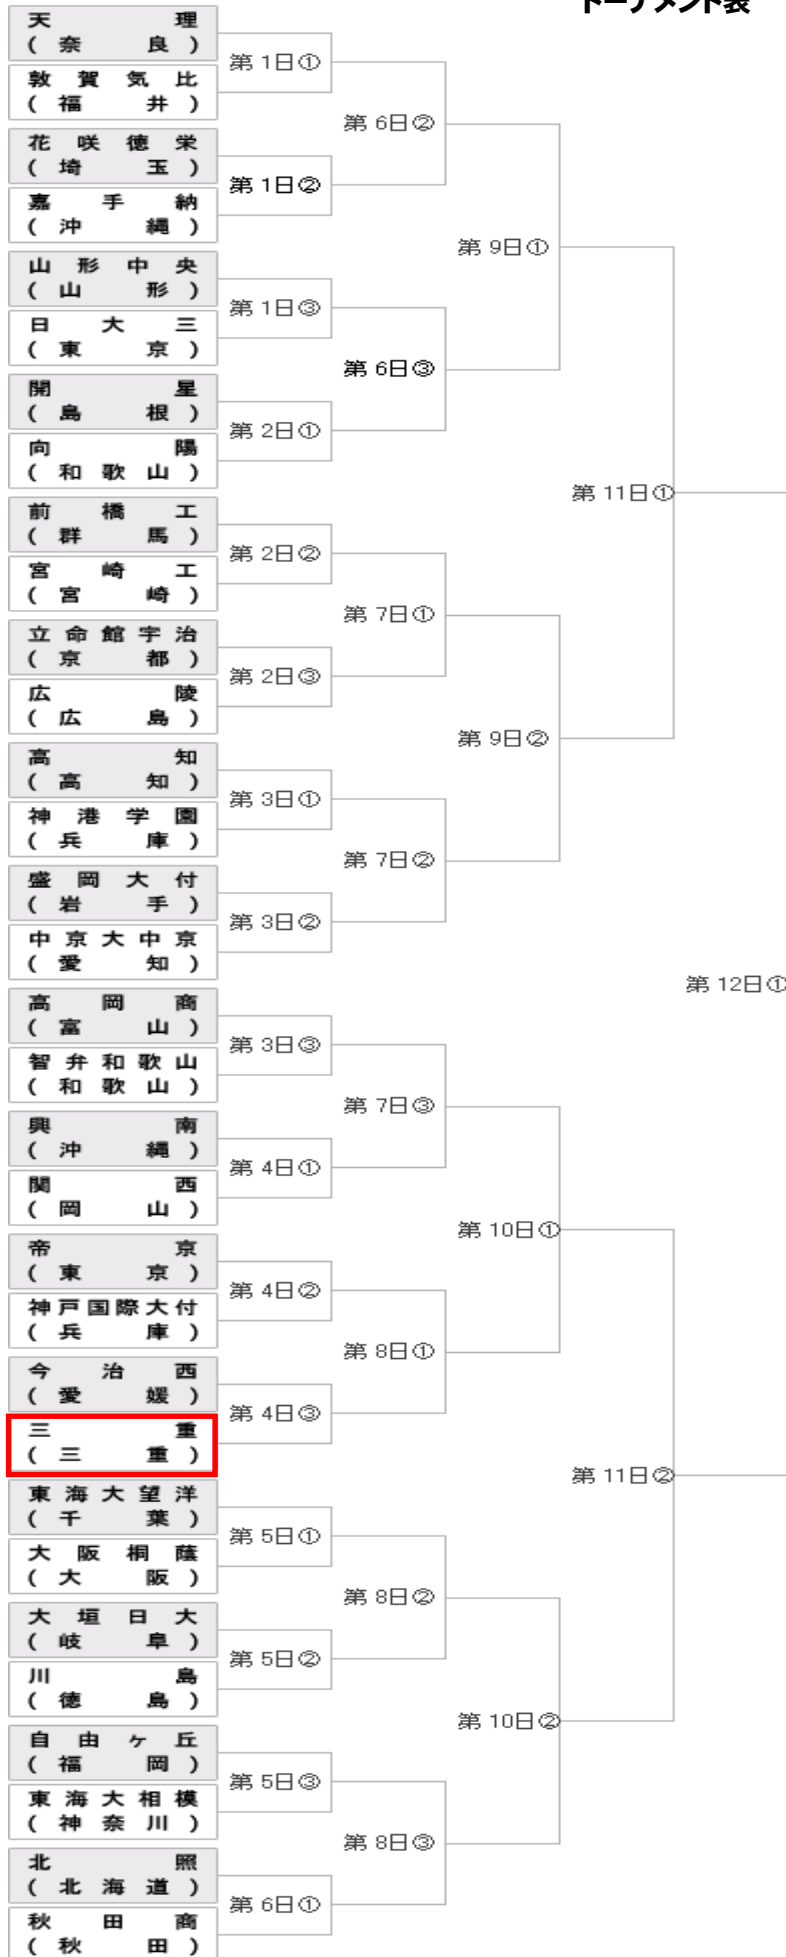 トーナメント表
天理
(奈良)
第1日①
敦賀気比
(福井)
第6日②
花咲徳栄
(埼玉)
第1日②
嘉手納
(沖縄)
第9日①
山形中央
(山形)
第1日③
日大三
(東京)
第6日③
開星
(島根)
第2日①
向陽
(和歌山)
第11日①
前橋工
(群馬)
第2日②
宮崎工
(宮崎)
第7日①
立命館宇治
(京都)
第2日③
広陵
(広島)
第9日②
高知
(高知)
第3日①
神港学園
(兵庫)
第7日②
盛岡大付
(岩手)
第3日②
中京大中京
(愛知)
第12日①
高岡商
(富山)
第3日③
智弁和歌山
(和歌山)
第7日③
興南
(沖縄)
第4日①
関西
(岡山)
第10日①
帝京
(東京)
第4日②
神戸国際大付
(兵庫)
第8日①
今治西
(愛媛)
第4日③
三重
(三重)
第11日②
東海大望洋
(千葉)
第5日①
大阪桐蔭
(大阪)
第8日②
大垣日大
(岐阜)
第5日②
川島
(徳島)
第10日②
自由ヶ丘
(福岡)
第5日③
東海大相模
(神奈川)
第8日③
北照
(北海道)
第6日①
秋田商
(秋田)